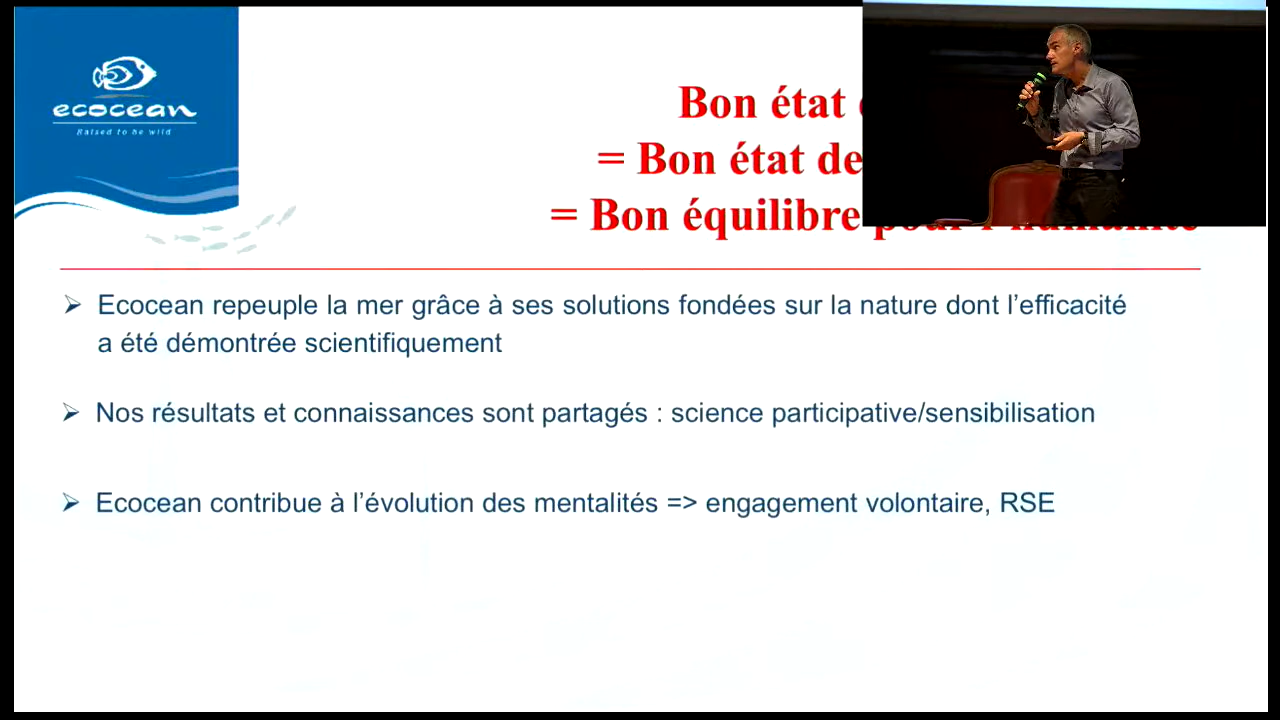 ecocean
Raised to be wild
Bon état
= Bon état de
= Bon équilibre pour l'humanité
➢ Ecocean repeuple la mer grâce à ses solutions fondées sur la nature dont l’efficacité
a été démontrée scientifiquement
➢ Nos résultats et connaissances sont partagés : science participative/sensibilisation
➢ Ecocean contribue à l’évolution des mentalités => engagement volontaire, RSE